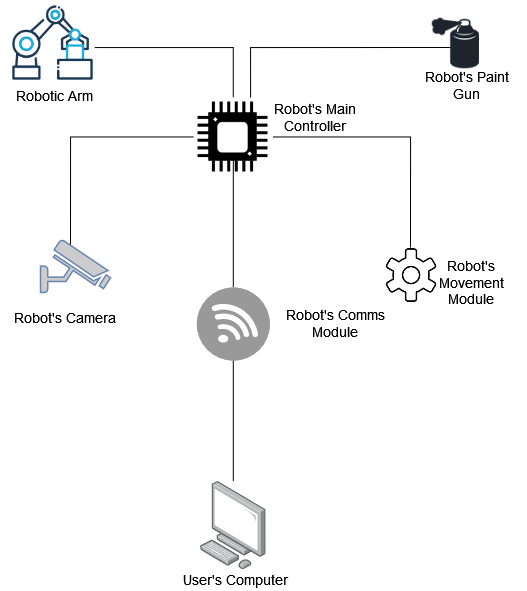 Robotic Arm
Robot's Paint
Gun
Robot's Main
Controller
Robot's Camera
Robot's Comms
Module
Robot's
Movement
Module
User's Computer